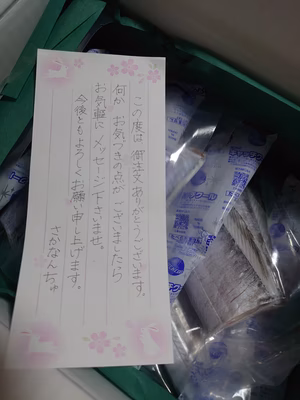 この度は御注文ありがとうございます。
何か お気づきの点が ございましたら
お気軽に メッセージ下さいませ。
今後ともよろしくお願い申し上げます。
さかなんちゅ